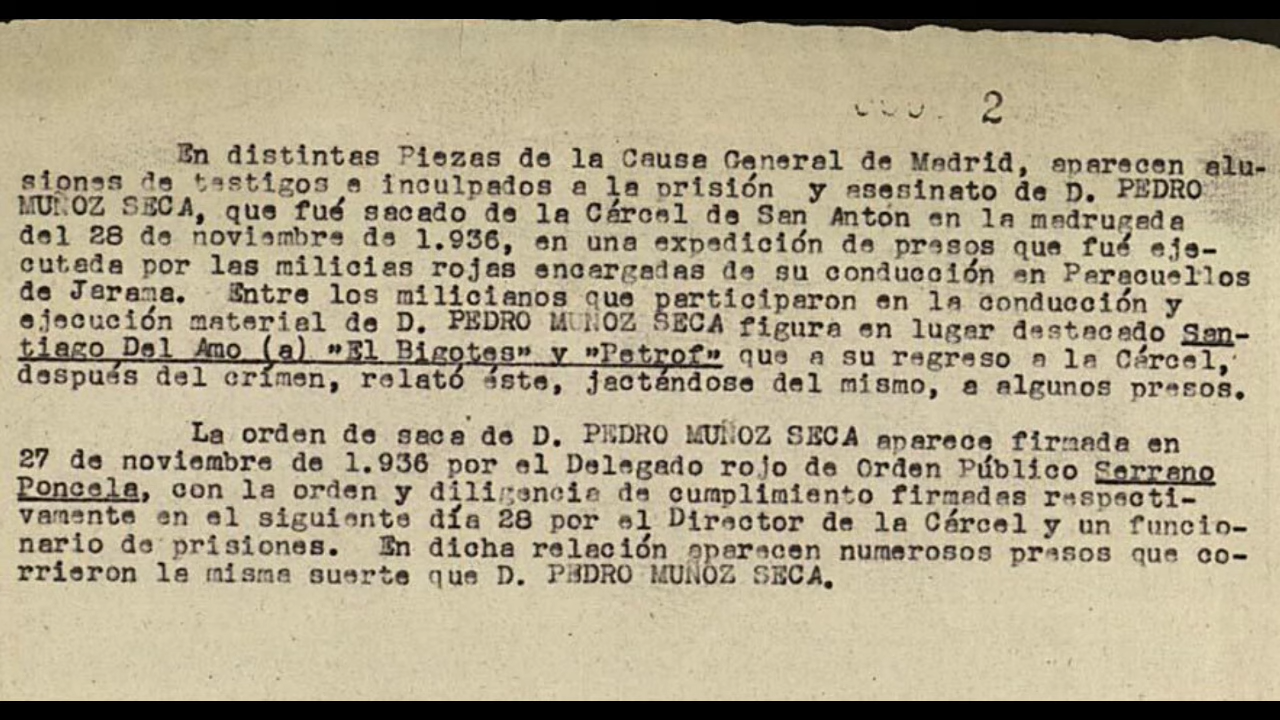 2
En distintas Piezas de la Causa General de Madrid, aparecen alu-
siones de testigos e inculpados a la prisión y asesinato de D. PEDRO
MUÑOZ SECA, que fué sacado de la Cárcel de San Anton en la madrugada
del 28 de noviembre de 1.936, en una expedición de presos que fué eje-
cutada por las milicias rojas encargadas de su conducción en Paracuellos
de Jarama. Entre los milicianos que participaron en la conducción y
ejecución material de D. PEDRO MUÑOZ SECA figura en lugar destacado San-
tiago Del Amo (a) "El Bigotes" y "Petrof" que a su regreso a la Cárcel,
después del crímen, relató éste, jactándose del mismo, a algunos presos.
La orden de saca de D. PEDRO MUÑOZ SECA aparece firmada en
27 de noviembre de 1.936 por el Delegado rojo de Orden Público Serrano
Poncela, con la orden y diligencia de cumplimiento firmadas respecti-
vamente en el siguiente día 28 por el Director de la Cárcel y un funcio-
nario de prisiones. En dicha relación aparecen numerosos presos que co-
rrieron la misma suerte que D. PEDRO MUÑOZ SECA.